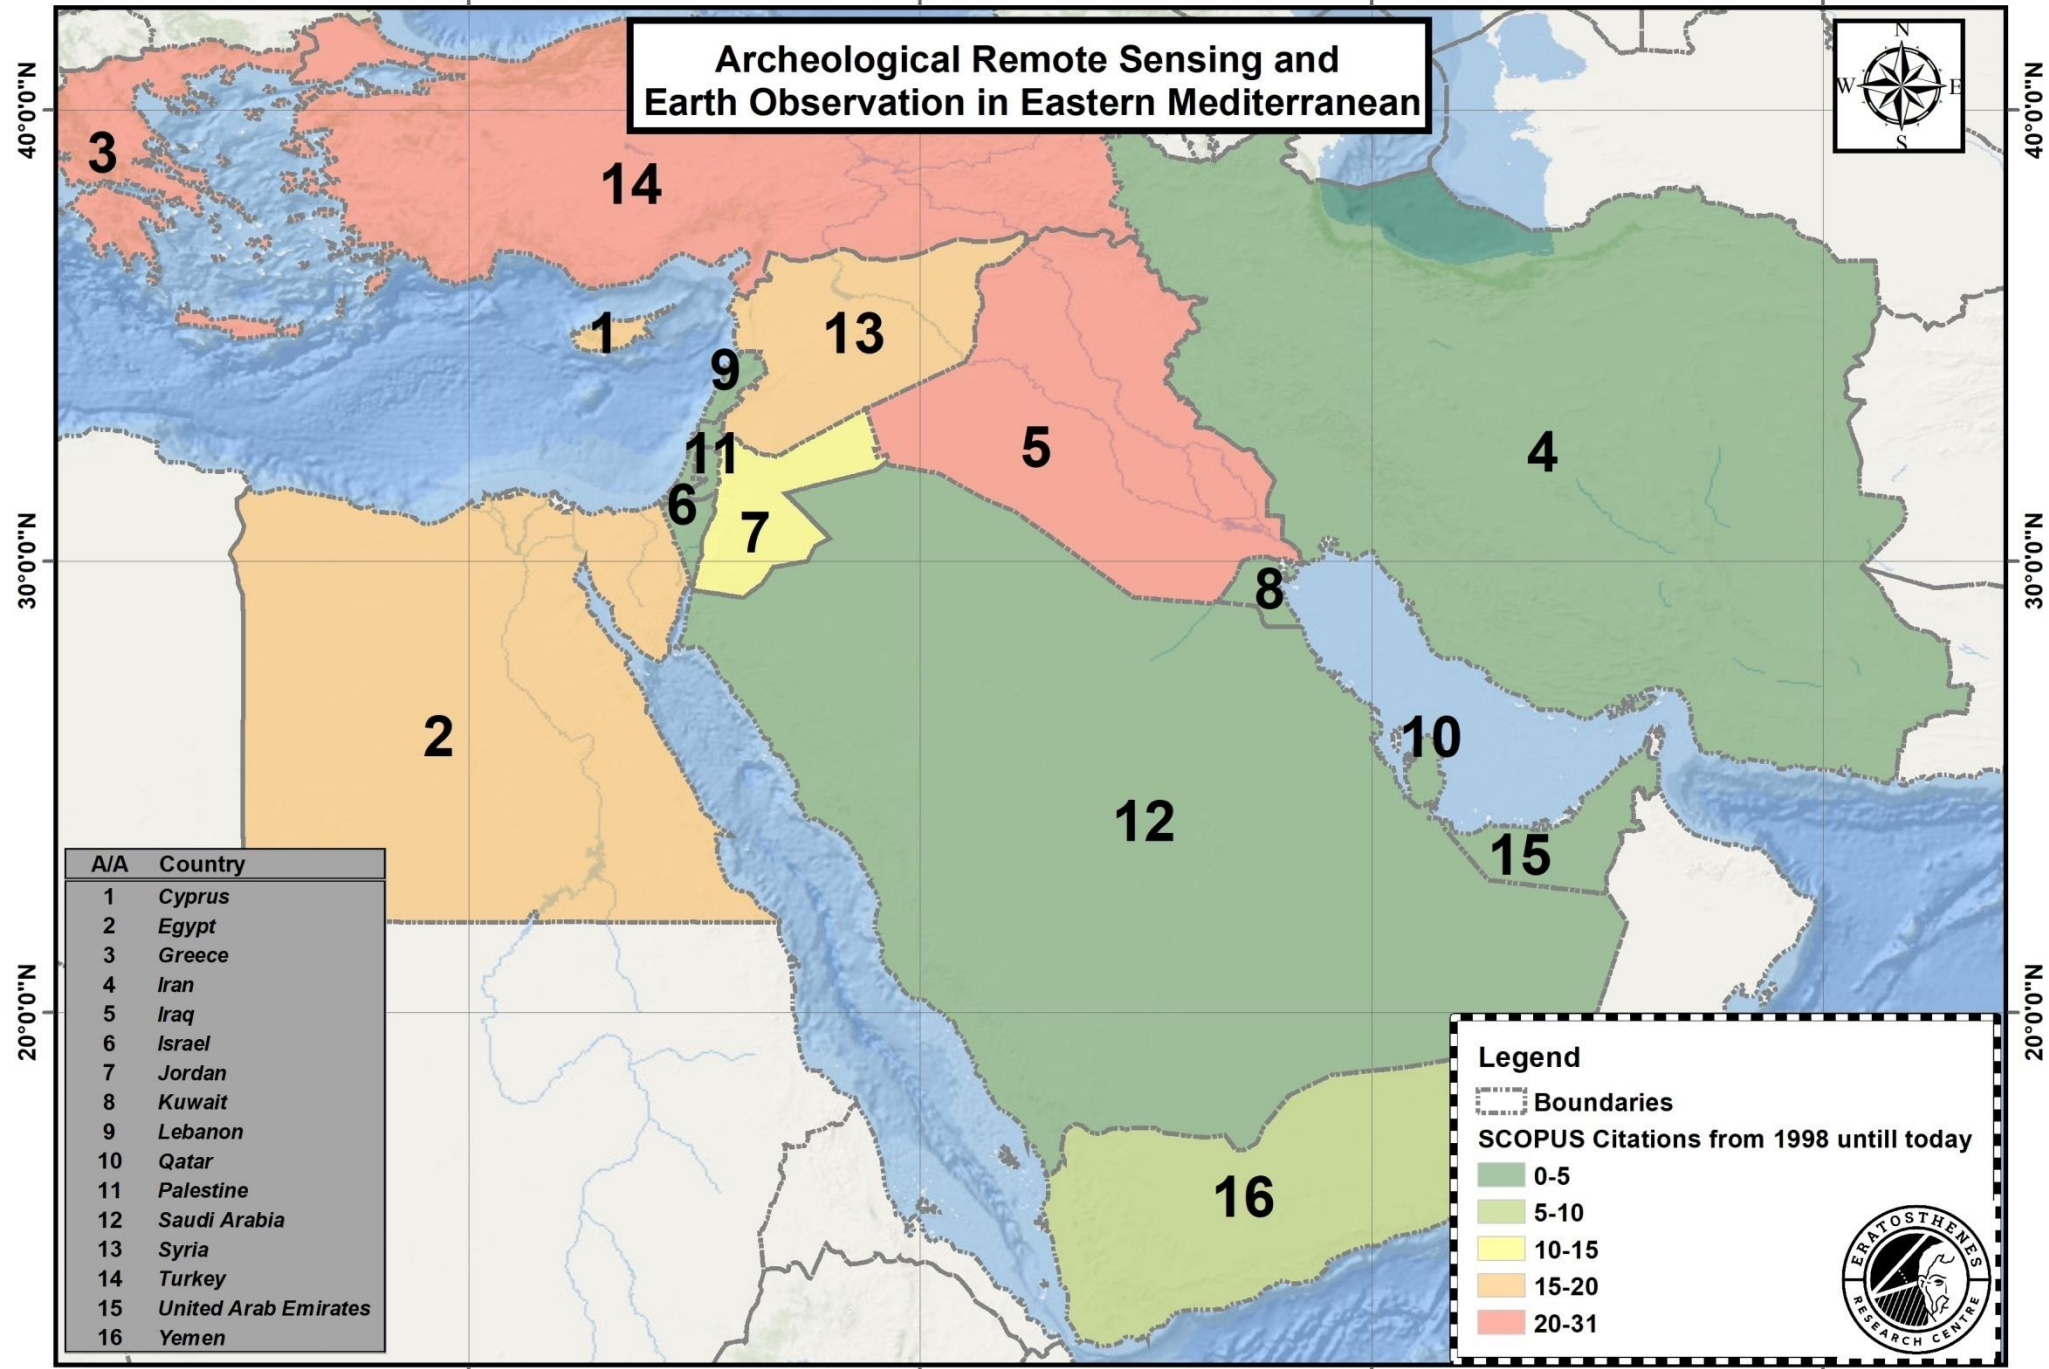 Archeological Remote Sensing and
Earth Observation in Eastern Mediterranean
N
W E
S
40°0'0"N
40°0'0"N
30°0'0"N
30°0'0"N
20°0'0"N
20°0'0"N
3
14
1
13
9
11
6
7
5
4
8
2
10
12
15
16
A/A Country
1 Cyprus
2 Egypt
3 Greece
4 Iran
5 Iraq
6 Israel
7 Jordan
8 Kuwait
9 Lebanon
10 Qatar
11 Palestine
12 Saudi Arabia
13 Syria
14 Turkey
15 United Arab Emirates
16 Yemen
Legend
Boundaries
SCOPUS Citations from 1998 untill today
0-5
5-10
10-15
15-20
20-31
ERATOSTHENES
RESEARCH CENTRE